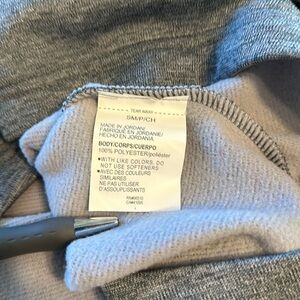 TEAR AWAY
SM/P/CH
MADE IN JORDAN/
FABRIQUÉ EN JORDANIE/
HECHO EN JORDANIA
BODY/CORPS/CUERPO
100% POLYESTER/poliéster
•WITH LIKE COLORS. DO
NOT USE SOFTENERS
•AVEC DES COULEURS
SIMILAIRES
NE PAS UTILISER
D'ASSOUPLISSANTS